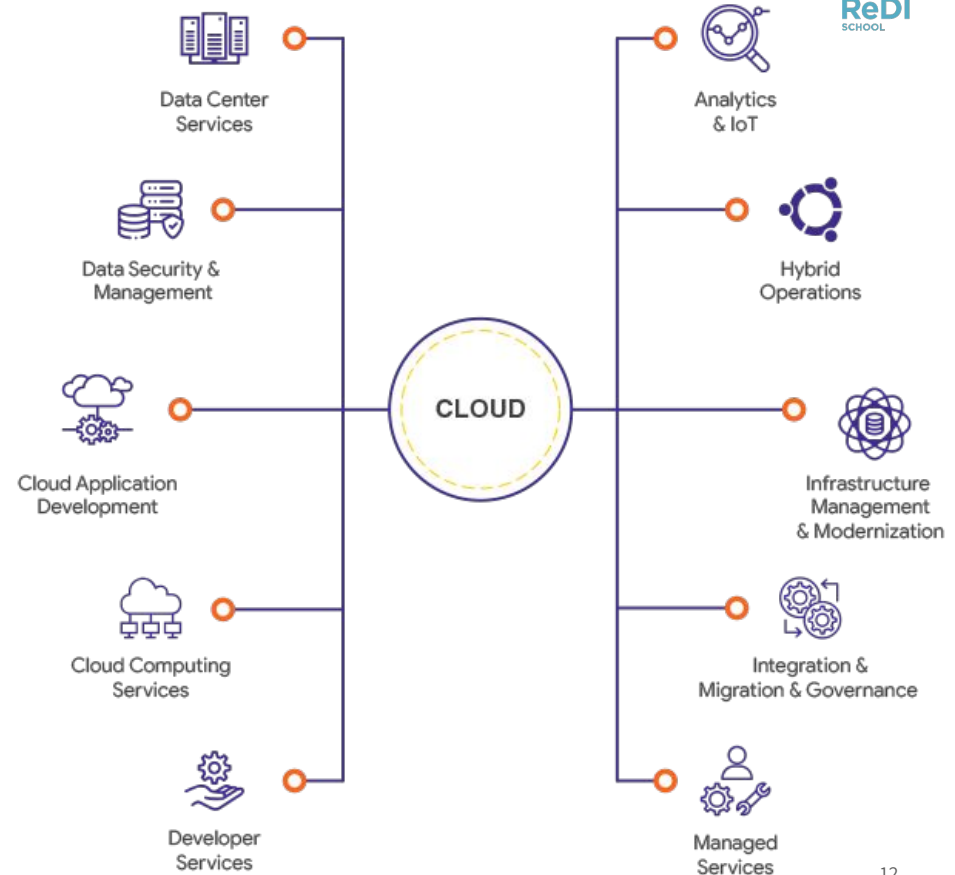 ReDI
SCHOOL
Data Center
Services
Analytics
& IoT
Data Security &
Management
Hybrid
Operations
CLOUD
Cloud Application
Development
Infrastructure
Management
& Modernization
Cloud Computing
Services
Integration &
Migration & Governance
Developer
Services
Managed
Services
12